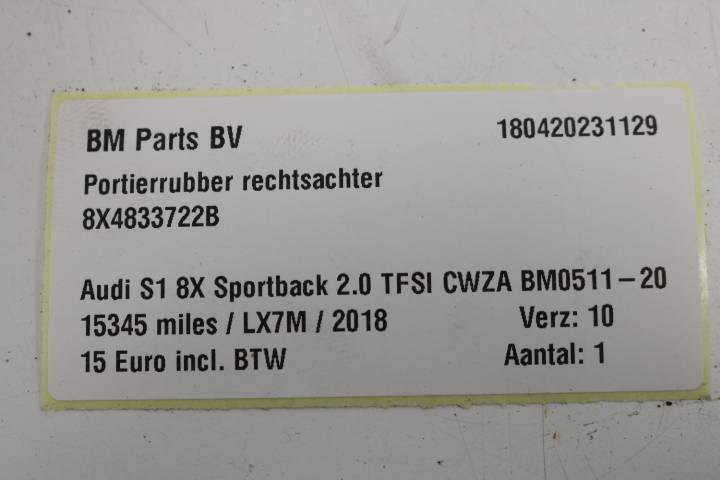 BM Parts BV 180420231129
Portierrubber rechtsachter
8X4833722B
Audi S1 8X Sportback 2.0 TFSI CWZA BM0511-20
15345 miles / LX7M / 2018 Verz: 10
15 Euro incl. BTW Aantal: 1